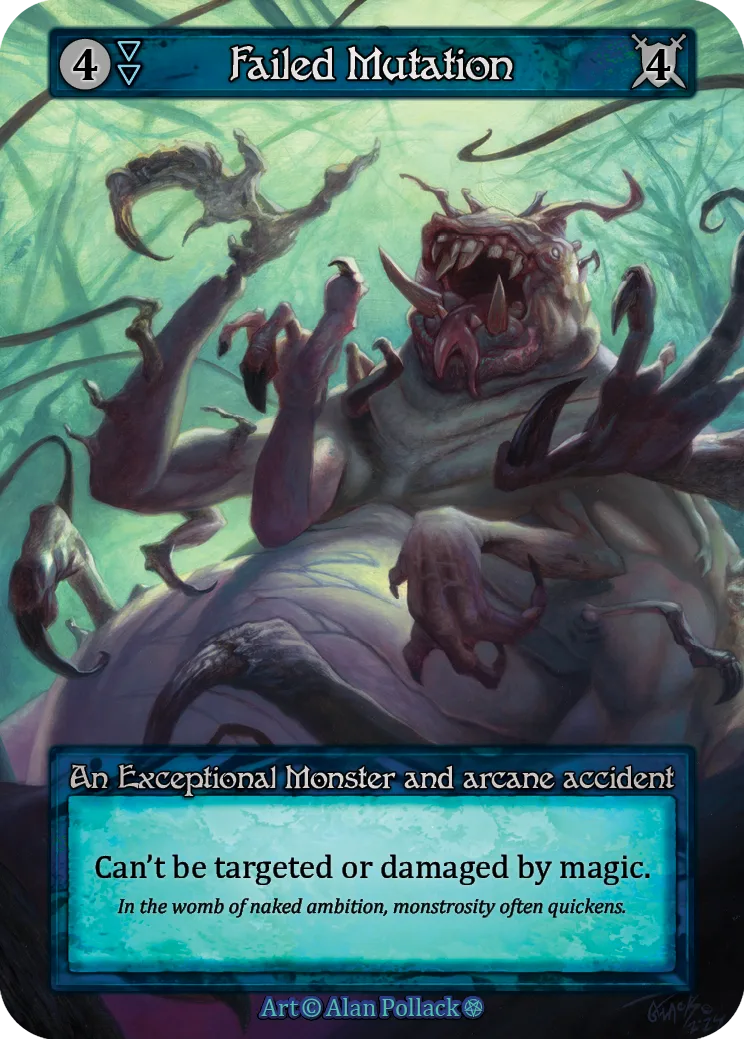 4 Failed Mutation 4
An Exceptional Monster and arcane accident
Can't be targeted or damaged by magic.
In the womb of naked ambition, monstrosity often quickens.
Art © Alan Pollack